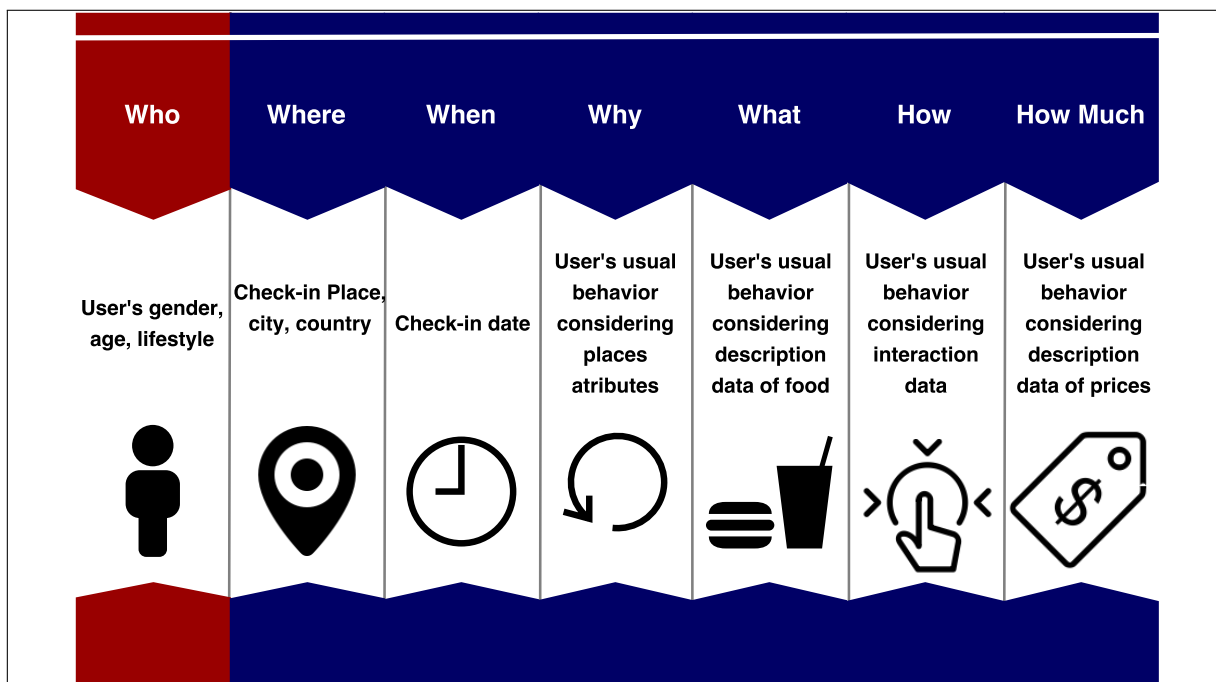 Who
Where
When
Why
What
How
How Much
User's gender,
age, lifestyle
Check-in Place,
city, country
Check-in date
User's usual
behavior
considering
places
atributes
User's usual
behavior
considering
description
data of food
User's usual
behavior
considering
interaction
data
User's usual
behavior
considering
description
data of prices
$